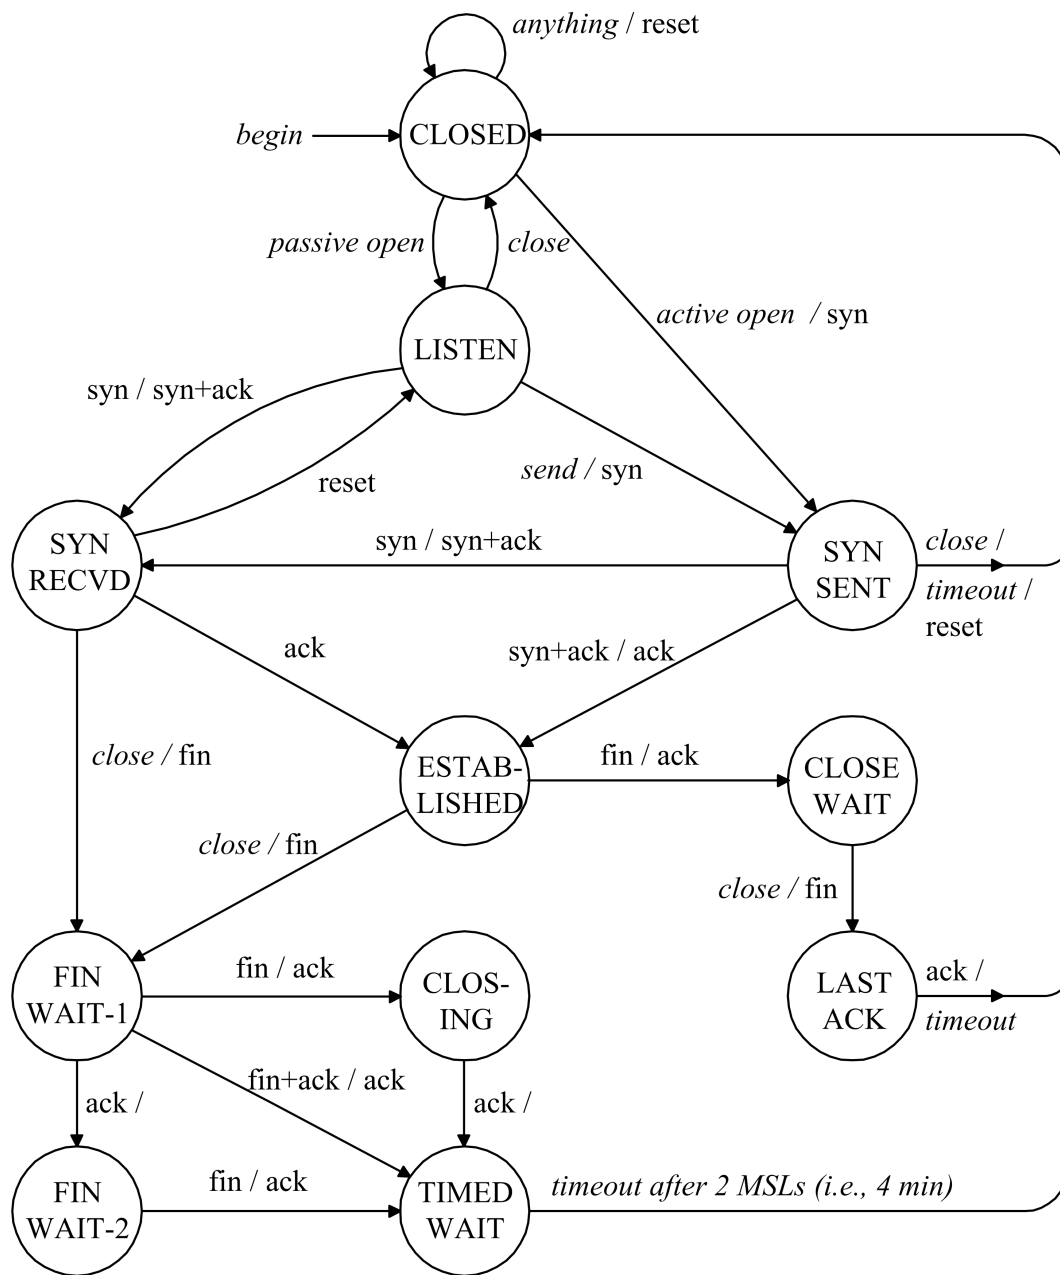 anything / reset
begin
CLOSED
passive open
close
active open / syn
LISTEN
syn / syn+ack
send / syn
reset
SYN
RECVD
syn / syn+ack
SYN
SENT
close /
timeout /
reset
ack
syn+ack / ack
close / fin
ESTAB-
LISHED
fin / ack
CLOSE
WAIT
close / fin
close / fin
FIN
WAIT-1
fin / ack
CLOS-
ING
LAST
ACK
ack /
timeout
fin+ack / ack
ack /
ack /
FIN
WAIT-2
fin / ack
TIMED
WAIT
timeout after 2 MSLs (i.e., 4 min)